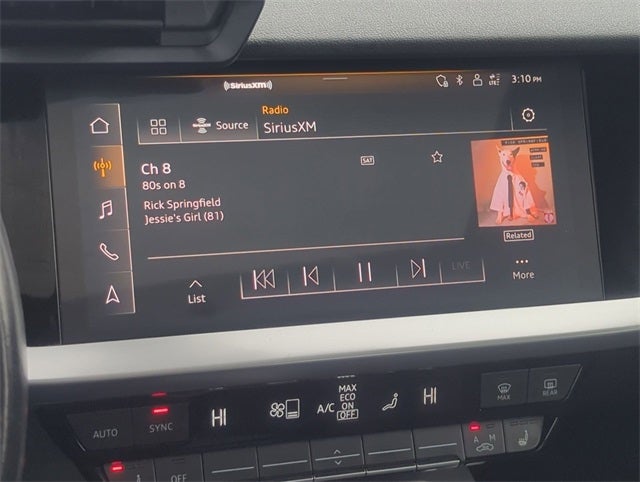 SiriusXM
LTE
3:10 PM
Radio
SiriusXM
Source
Ch 8
80s on 8
SAT
Rick Springfield
Jessie's Girl (81)
Related
List
LIVE
More
MAX
ECO
ON
OFF
A/C
HI
HI
AUTO
SYNC
MAX
REAR
A M
OFF